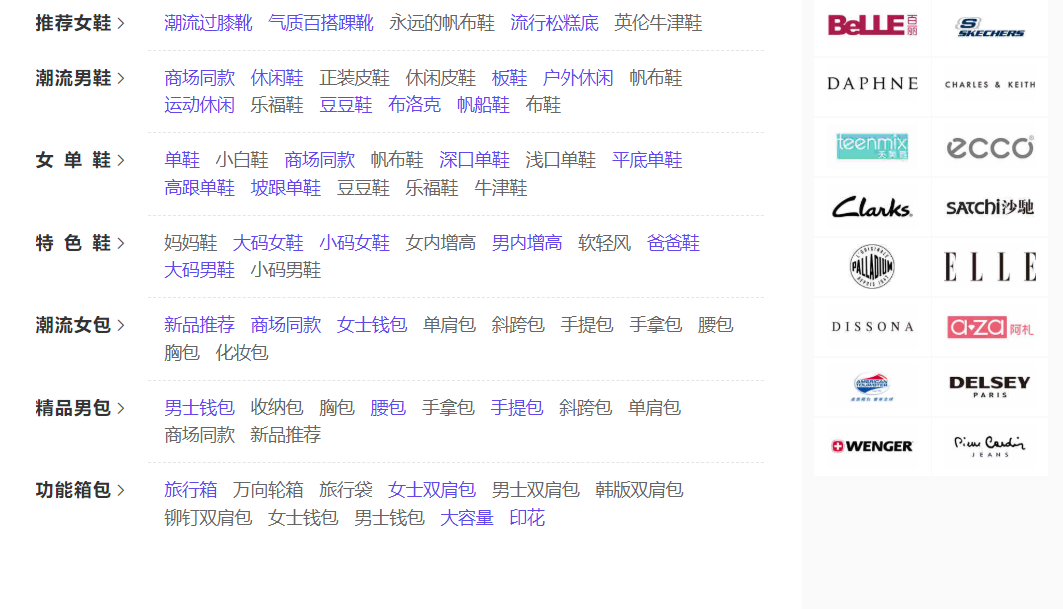 推荐女鞋 潮流过膝靴 气质百搭踝靴 永远的帆布鞋 流行松糕底 英伦牛津鞋
潮流男鞋 商场同款 休闲鞋 正装皮鞋 休闲皮鞋 板鞋 户外休闲 帆布鞋
运动休闲 乐福鞋 豆豆鞋 布洛克 帆船鞋 布鞋
女 单 鞋 单鞋 小白鞋 商场同款 帆布鞋 深口单鞋 浅口单鞋 平底单鞋
高跟单鞋 坡跟单鞋 豆豆鞋 乐福鞋 牛津鞋
特 色 鞋 妈妈鞋 大码女鞋 小码女鞋 女内增高 男内增高 软轻风 爸爸鞋
大码男鞋 小码男鞋
潮流女包 新品推荐 商场同款 女士钱包 单肩包 斜跨包 手提包 手拿包 腰包
胸包 化妆包
精品男包 男士钱包 收纳包 胸包 腰包 手拿包 手提包 斜跨包 单肩包
商场同款 新品推荐
功能箱包 旅行箱 万向轮箱 旅行袋 女士双肩包 男士双肩包 韩版双肩包
铆钉双肩包 女士钱包 男士钱包 大容量 印花
BeLLE 百丽
SKECHERS
DAPHNE
CHARLES & KEITH
teenmix
ecco
Clarks
SATCHi沙驰
PALLADIUM
ELLE
DISSONA
a·za 阿札
AMERICAN TOURISTER
DELSEY
PARIS
WENGER
Pierre Cardin
JEANS